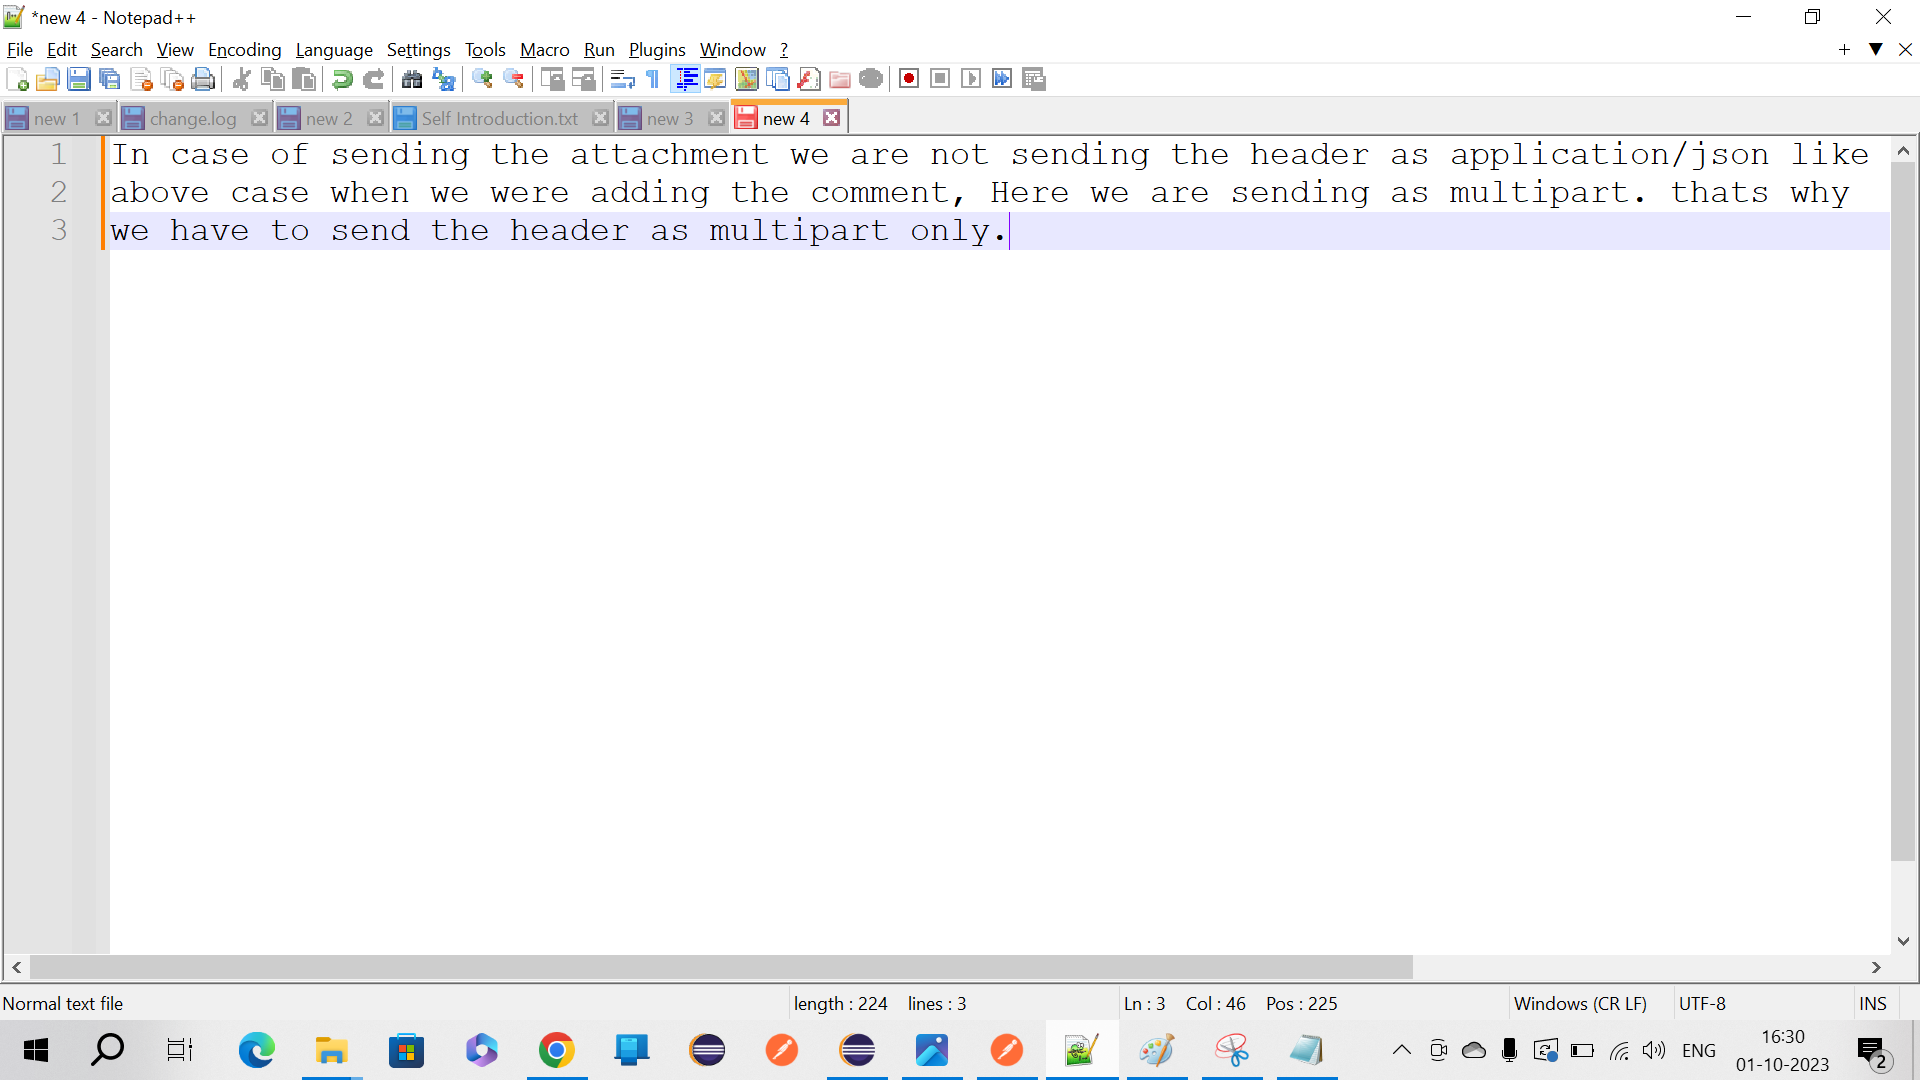 *new 4 - Notepad++
File Edit Search View Encoding Language Settings Tools Macro Run Plugins Window ?
new 1 change.log new 2 Self Introduction.txt new 3 new 4
1 In case of sending the attachment we are not sending the header as application/json like
2 above case when we were adding the comment, Here we are sending as multipart. thats why
3 we have to send the header as multipart only.
Normal text file length : 224 lines : 3 Ln : 3 Col : 46 Pos : 225 Windows (CR LF) UTF-8 INS
ENG 16:30
01-10-2023 2